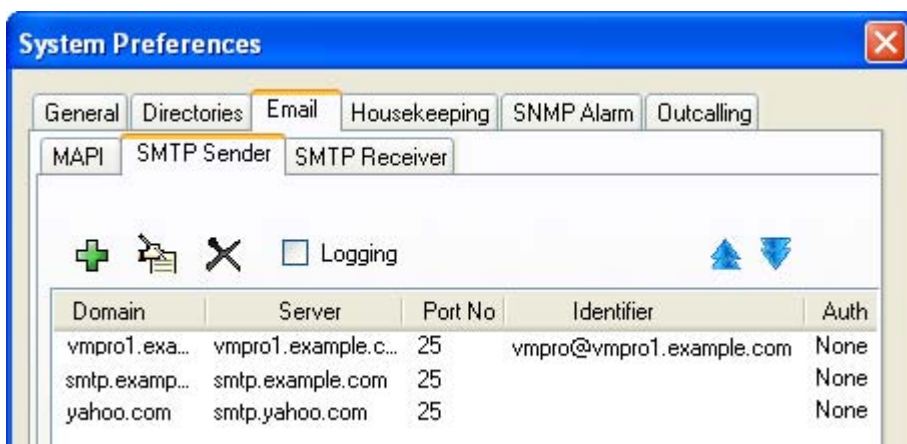 System Preferences
General Directories Email Housekeeping SNMP Alarm Outcalling
MAPI SMTP Sender SMTP Receiver
Logging
Domain Server Port No Identifier Auth
vmpro1.exa... vmpro1.example.c... 25 vmpro@vmpro1.example.com None
smtp.examp... smtp.example.com 25 None
yahoo.com smtp.yahoo.com 25 None